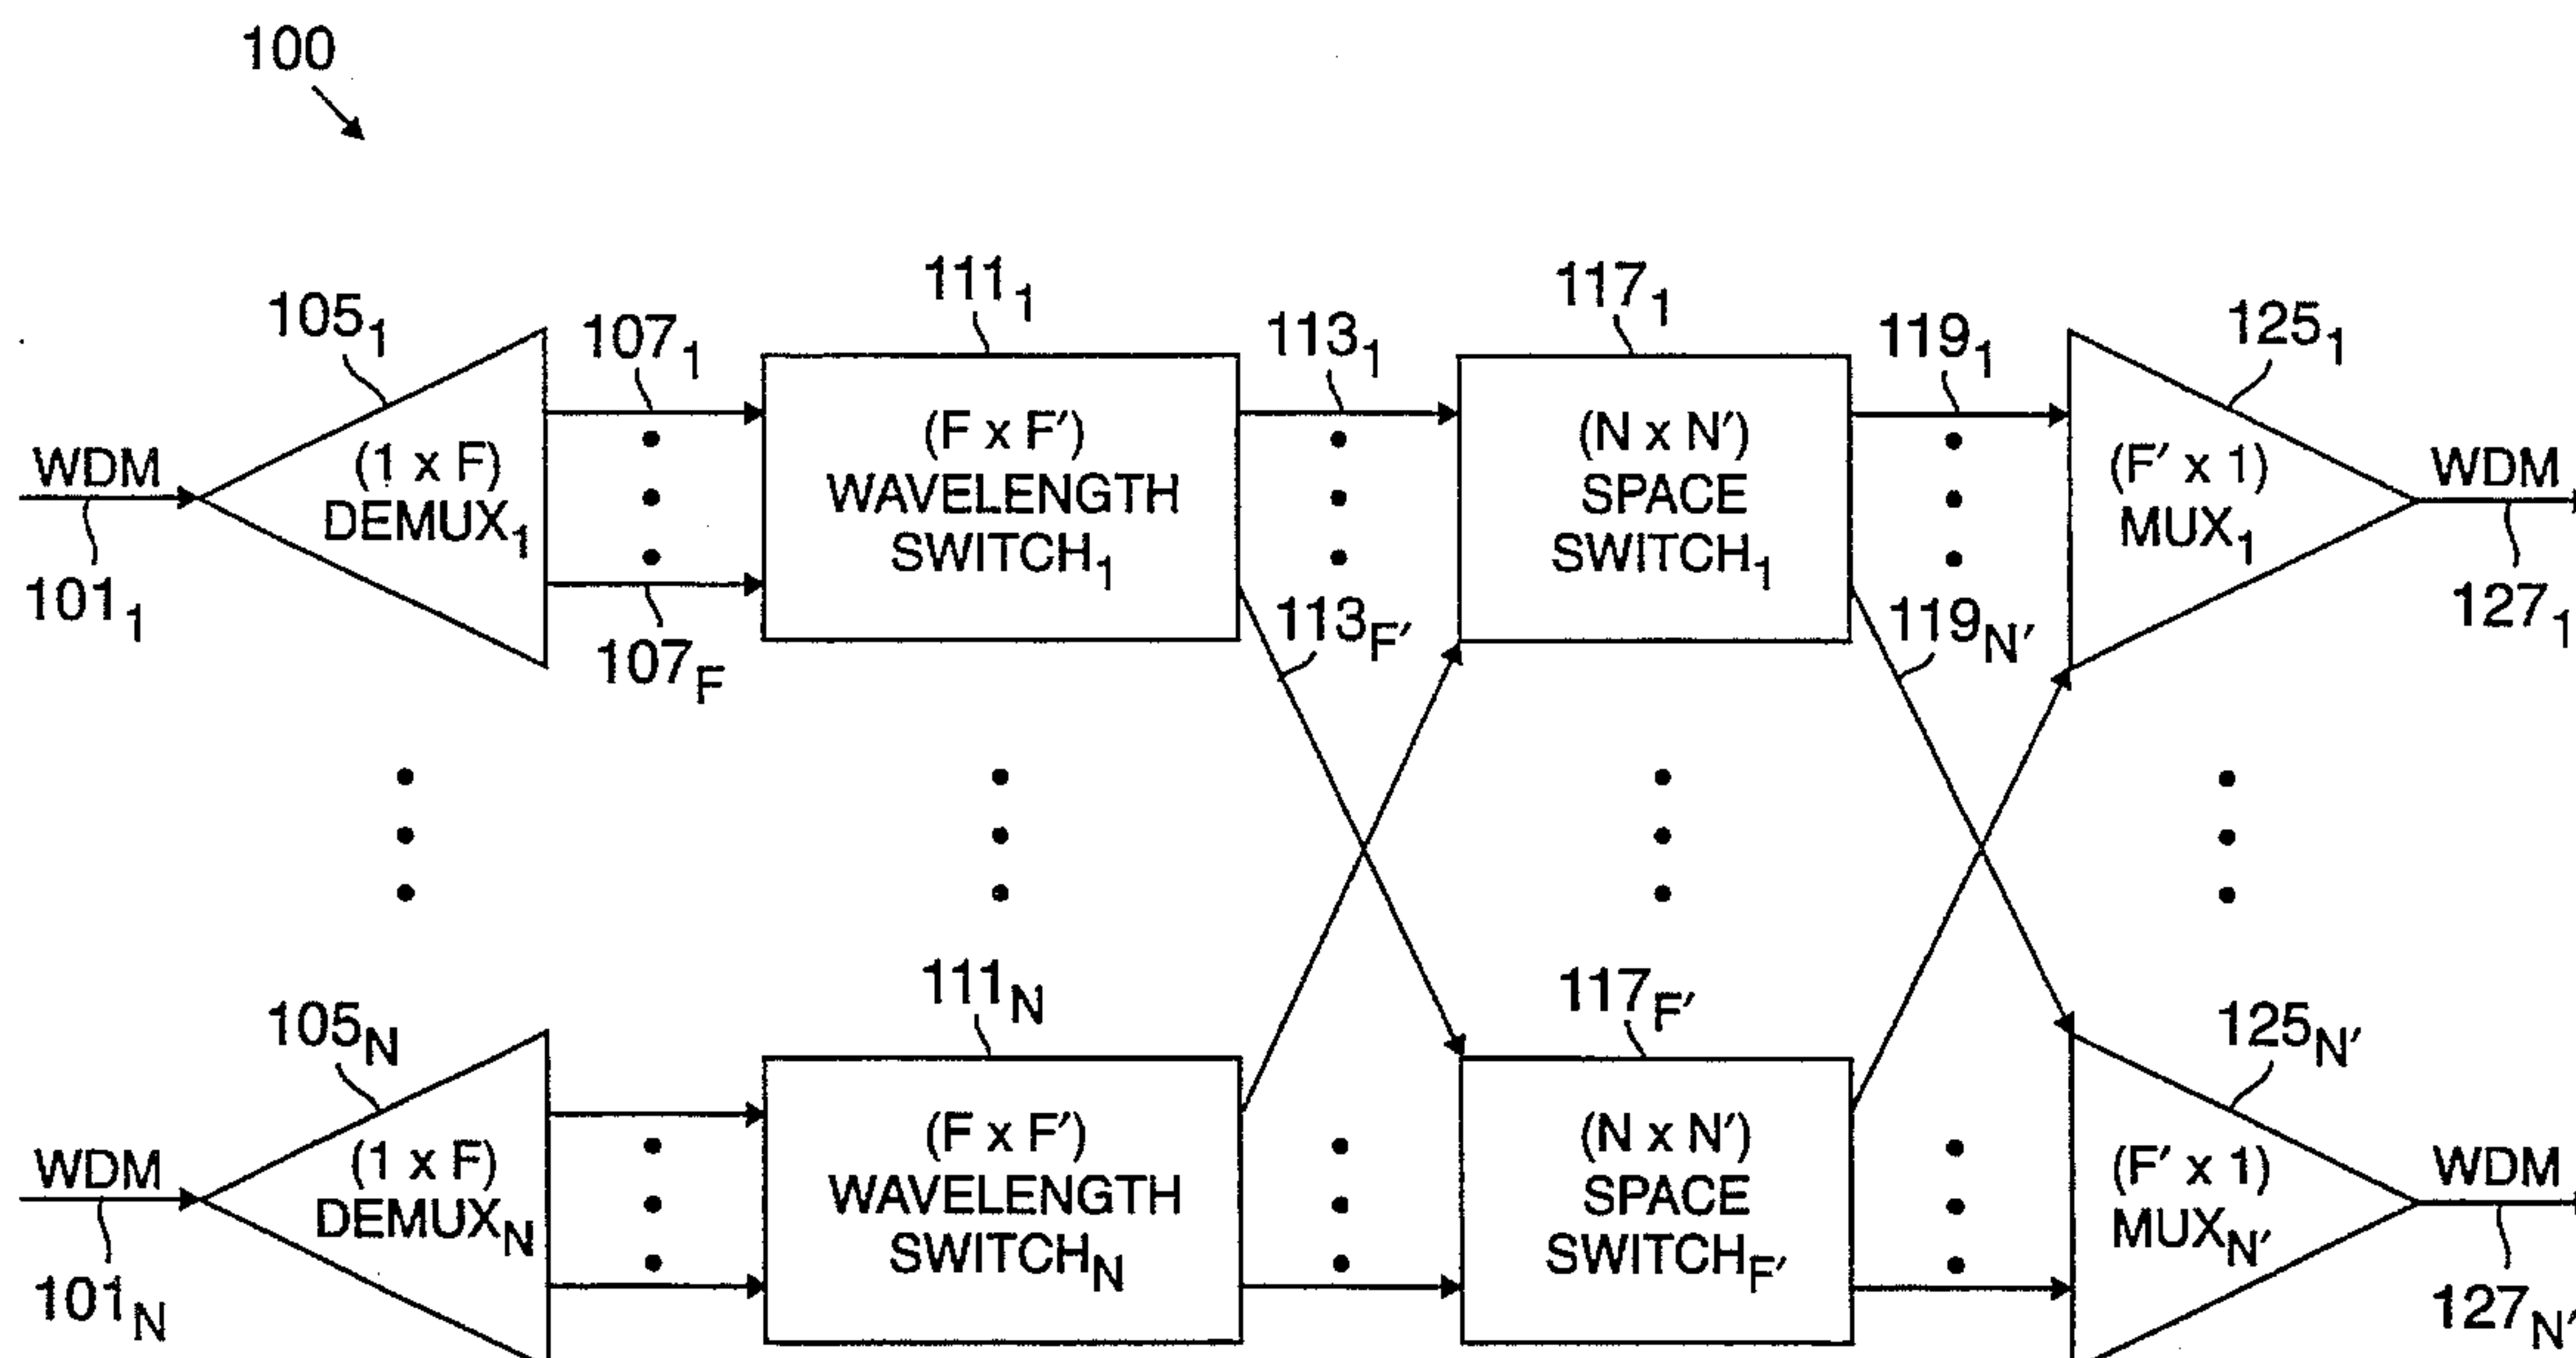 100
105₁
107₁
111₁
113₁
117₁
119₁
125₁
WDM
(1 x F)
DEMUX₁
(F x F')
WAVELENGTH
SWITCH₁
(N x N')
SPACE
SWITCH₁
(F' x 1)
MUX₁
WDM
101₁
107F
113F'
119N'
127₁
105N
111N
117F'
125N'
WDM
(1 x F)
DEMUXN
(F x F')
WAVELENGTH
SWITCHN
(N x N')
SPACE
SWITCHF'
(F' x 1)
MUXN'
WDM
101N
127N'